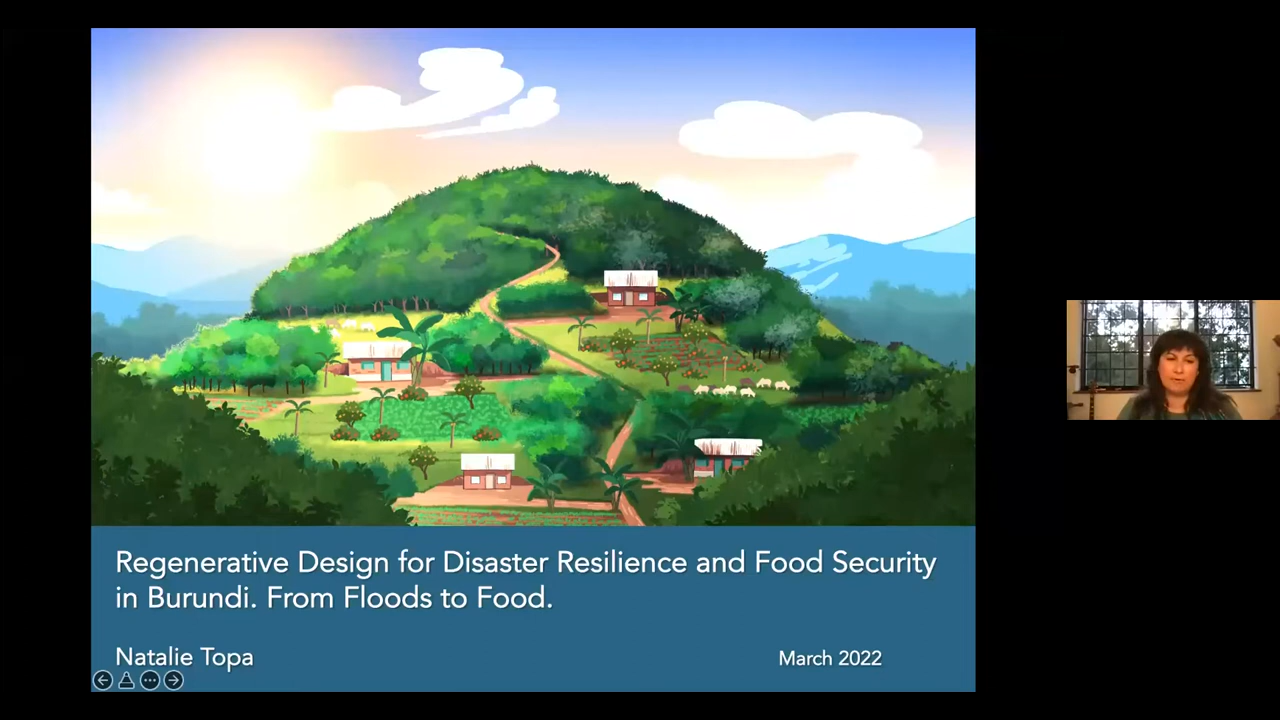 Regenerative Design for Disaster Resilience and Food Security
in Burundi. From Floods to Food.
Natalie Topa
March 2022